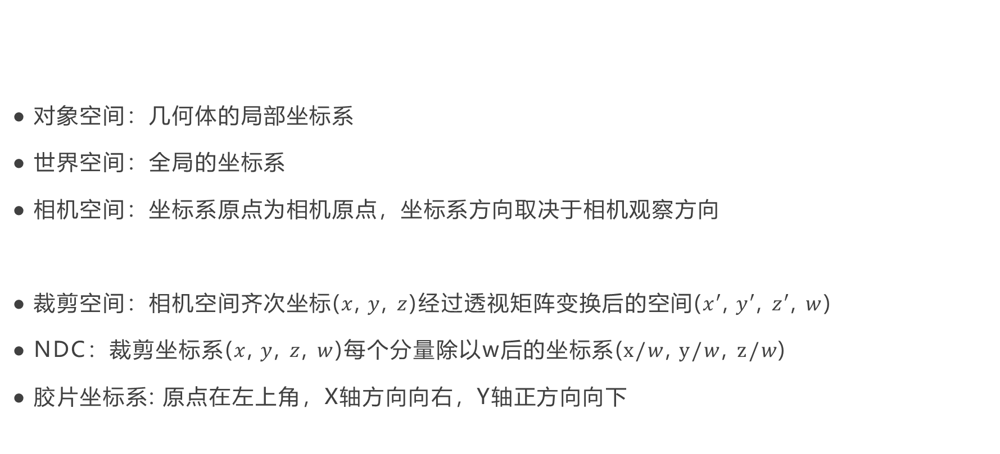 ● 对象空间：几何体的局部坐标系
● 世界空间：全局的坐标系
● 相机空间：坐标系原点为相机原点，坐标系方向取决于相机观察方向
● 裁剪空间：相机空间齐次坐标(x, y, z)经过透视矩阵变换后的空间(x′, y′, z′, w)
● NDC：裁剪坐标系(x, y, z, w)每个分量除以w后的坐标系(x/w, y/w, z/w)
● 胶片坐标系: 原点在左上角，X轴方向向右，Y轴正方向向下